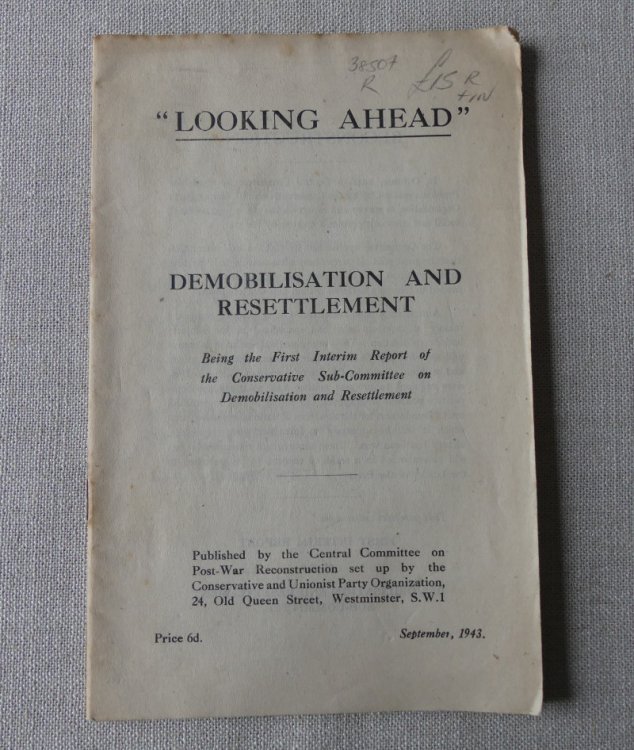 38507
R
£15 R
"LOOKING AHEAD"
DEMOBILISATION AND
RESETTLEMENT
Being the First Interim Report of
the Conservative Sub-Committee on
Demobilisation and Resettlement
Published by the Central Committee on
Post-War Reconstruction set up by the
Conservative and Unionist Party Organization,
24, Old Queen Street, Westminster, S.W.1
Price 6d.
September, 1943.